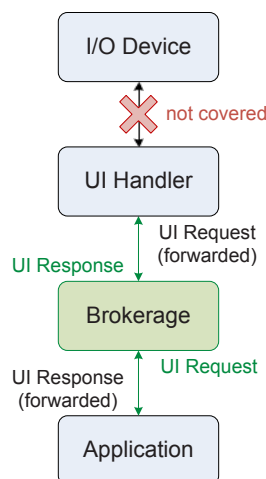 I/O Device
not covered
UI Handler
UI Request
(forwarded)
UI Response
Brokerage
UI Request
UI Response
(forwarded)
Application